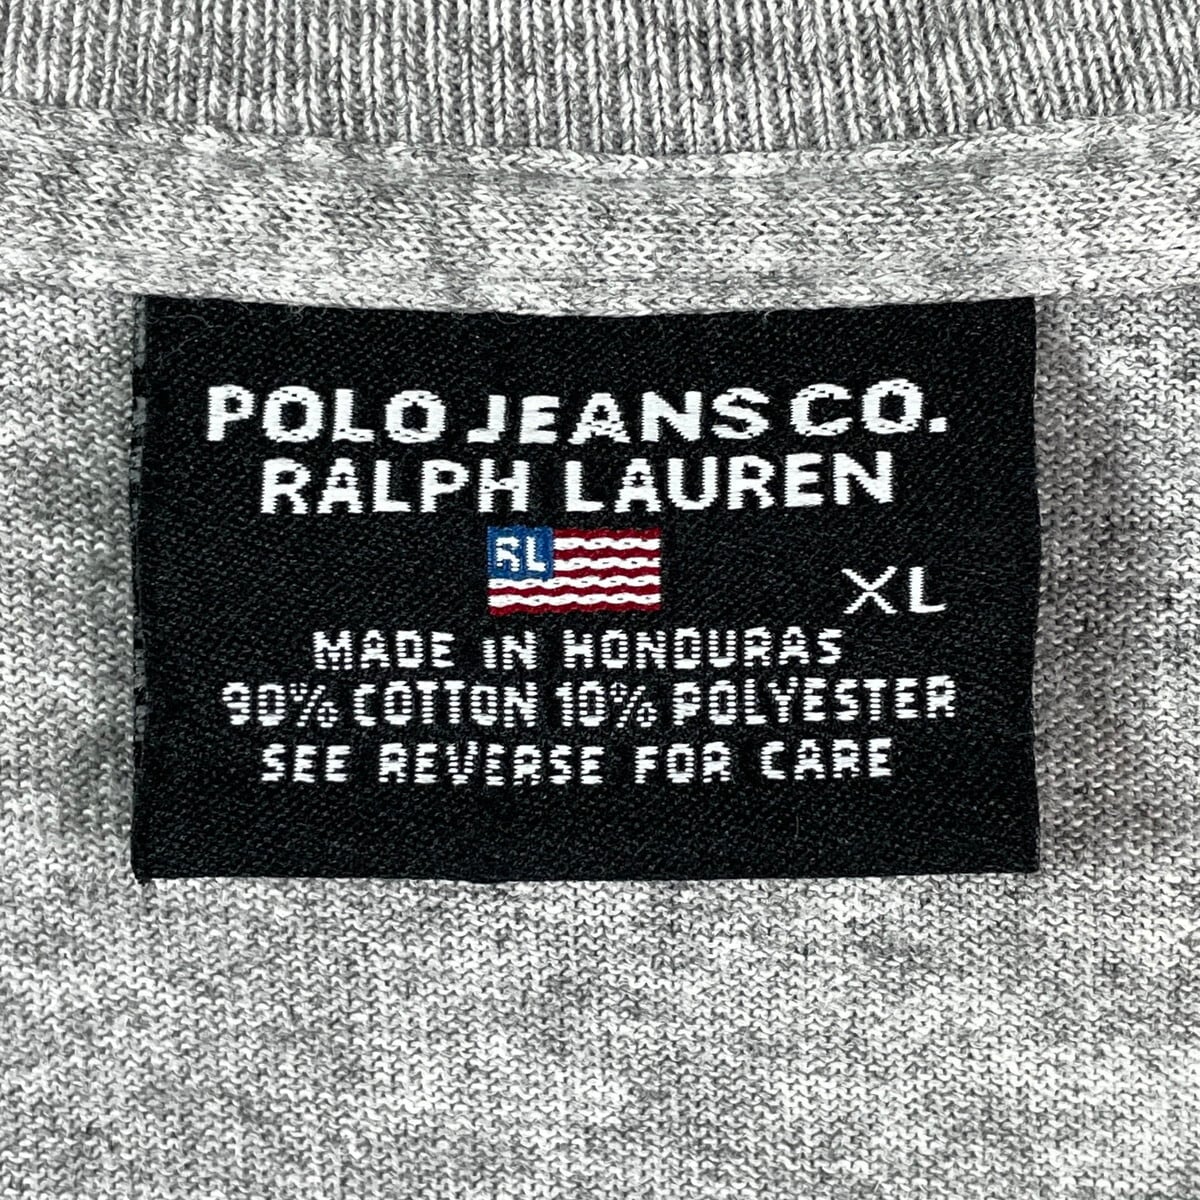 POLO JEANS CO.
RALPH LAUREN
RL
XL
MADE IN HONDURAS
90% COTTON 10% POLYESTER
SEE REVERSE FOR CARE